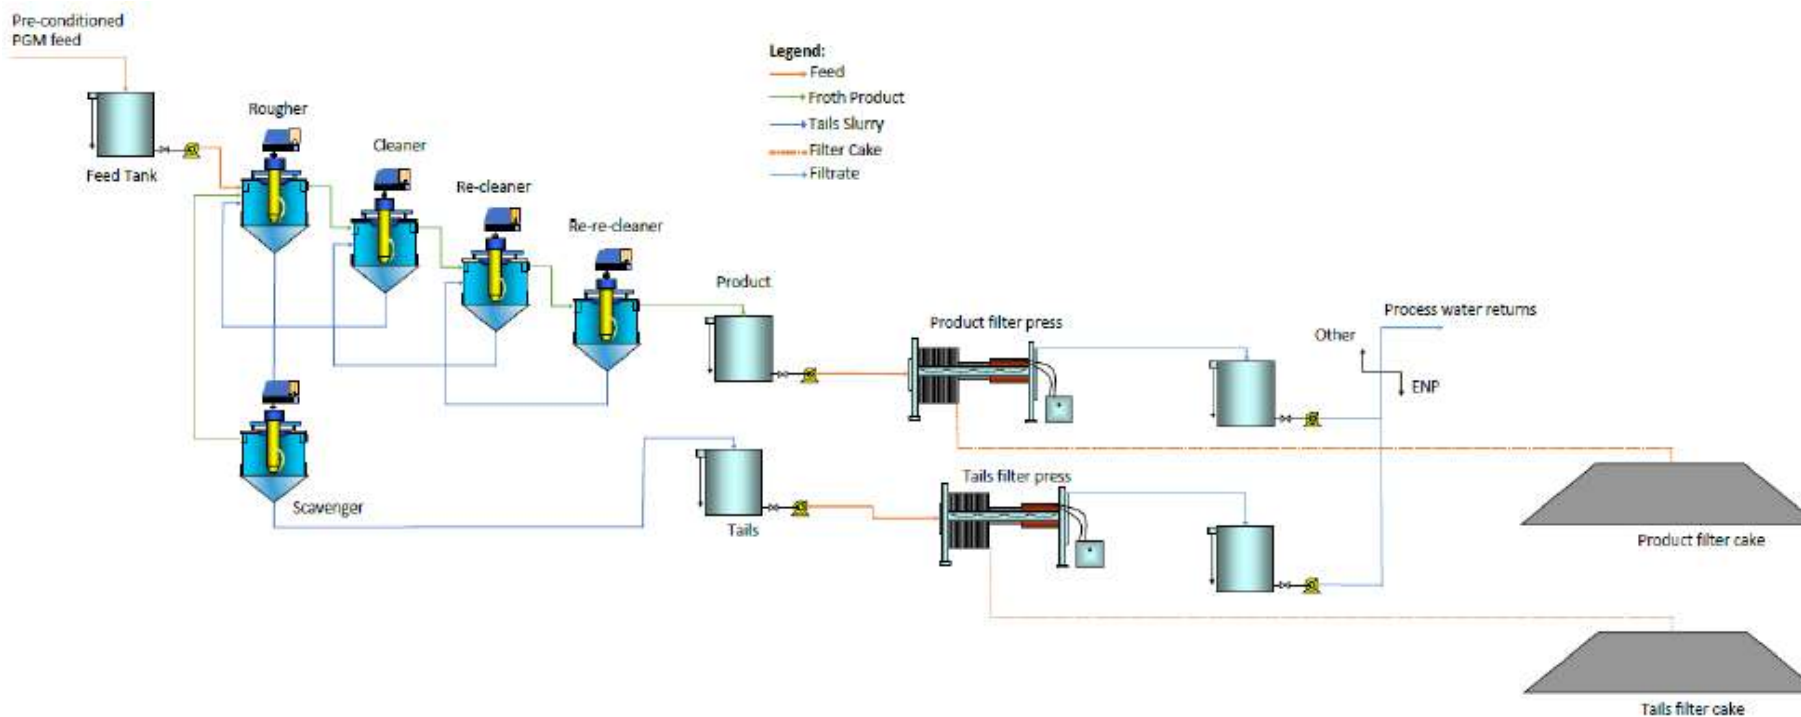 Pre-conditioned
PGM feed
Legend:
Feed
Froth Product
Tails Slurry
Filter Cake
Filtrate
Rougher
Cleaner
Feed Tank
Re-cleaner
Re-re-cleaner
Product
Product filter press
Process water returns
Other
ENP
Scavenger
Tails
Tails filter press
Product filter cake
Tails filter cake